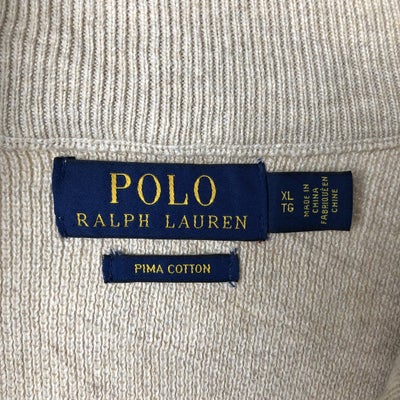 POLO
RALPH LAUREN
XL
TG
MADE IN
CHINA
FABRIQUÉ EN
CHINE
PIMA COTTON